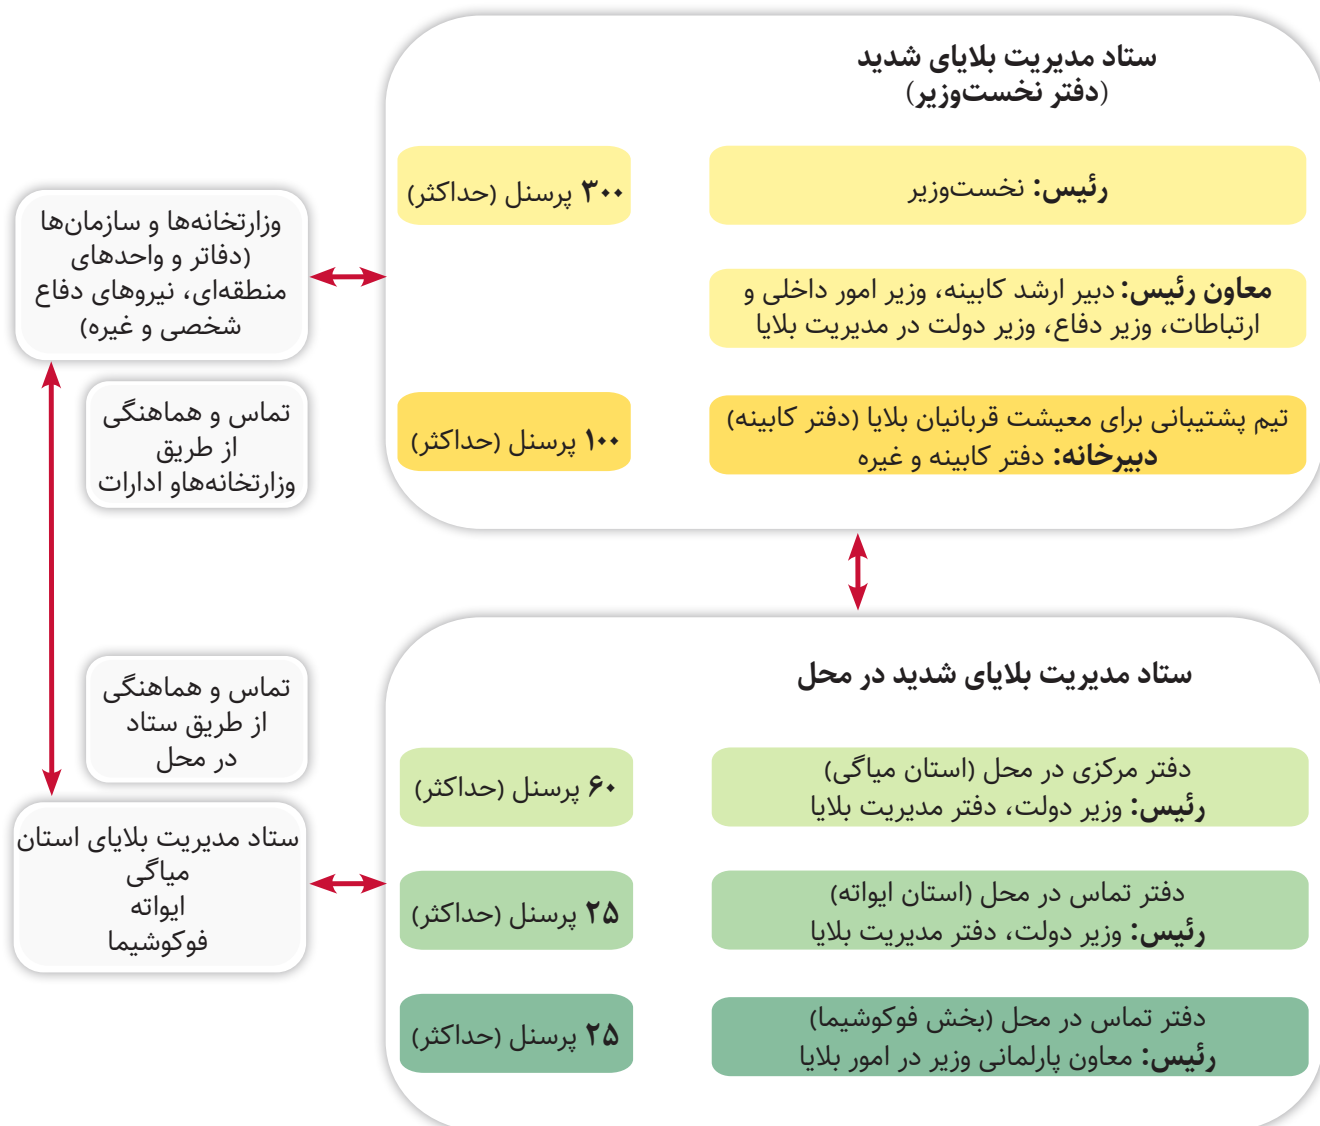 ستاد مدیریت بلایای شدید
(دفتر نخست‌وزیر)
رئیس: نخست‌وزیر
۳۰۰ پرسنل (حداکثر)
معاون رئیس: دبیر ارشد کابینه، وزیر امور داخلی و
ارتباطات، وزیر دفاع، وزیر دولت در مدیریت بلایا
تیم پشتیبانی برای معیشت قربانیان بلایا (دفتر کابینه)
دبیرخانه: دفتر کابینه و غیره
۱۰۰ پرسنل (حداکثر)
وزارتخانه‌ها و سازمان‌ها
(دفاتر و واحدهای
منطقه‌ای، نیروهای دفاع
شخصی و غیره)
تماس و هماهنگی
از طریق
وزارتخانه‌هاو ادارات
ستاد مدیریت بلایای شدید در محل
دفتر مرکزی در محل (استان میاگی)
رئیس: وزیر دولت، دفتر مدیریت بلایا
۶۰ پرسنل (حداکثر)
دفتر تماس در محل (استان ایواته)
رئیس: وزیر دولت، دفتر مدیریت بلایا
۲۵ پرسنل (حداکثر)
دفتر تماس در محل (بخش فوکوشیما)
رئیس: معاون پارلمانی وزیر در امور بلایا
۲۵ پرسنل (حداکثر)
تماس و هماهنگی
از طریق ستاد
در محل
ستاد مدیریت بلایای استان
میاگی
ایواته
فوکوشیما